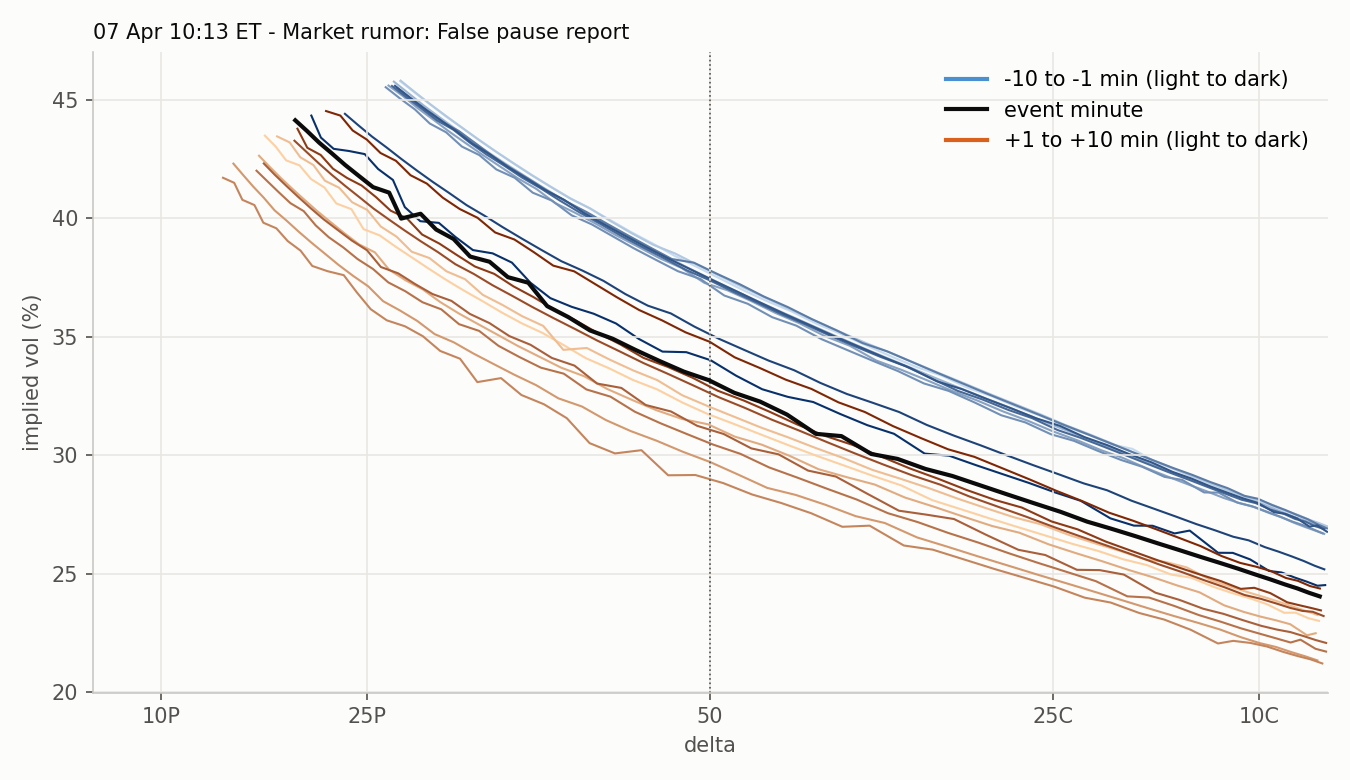 07 Apr 10:13 ET - Market rumor: False pause report
-10 to -1 min (light to dark)
event minute
+1 to +10 min (light to dark)
implied vol (%)
45
40
35
30
25
20
10P 25P 50 25C 10C
delta